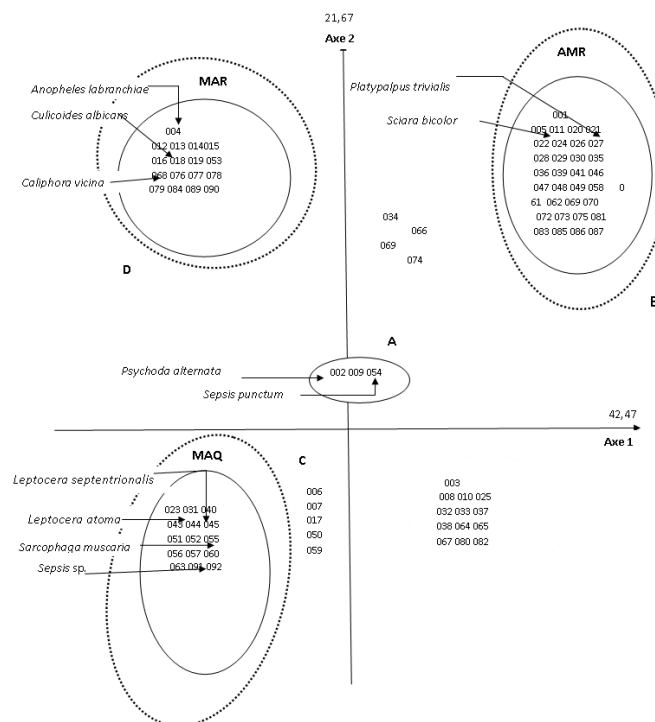 21,67
Axe 2
AMR
MAR
Anopheles labranchiae
Platypalpus trivialis
Culicoides albicans
Sciara bicolor
004
012 013 014015
016 018 019 053
Caliphora vicina
068 076 077 078
079 084 089 090
001
005 011 020 021
022 024 026 027
028 029 030 035
036 039 041 046
047 048 049 058 0
61 062 069 070
072 073 075 081
083 085 086 087
034
066
069
074
D
A
Psychoda alternata
002 009 054
Sepsis punctum
42,47
Axe 1
MAQ
C
Leptocera septentrionalis
023 031 040
Leptocera atoma
043 044 045
051 052 055
Sarcophaga muscaria
056 057 060
Sepsis sp.
063 091 092
006
007
017
050
059
003
008 010 025
032 033 037
038 064 065
067 080 082